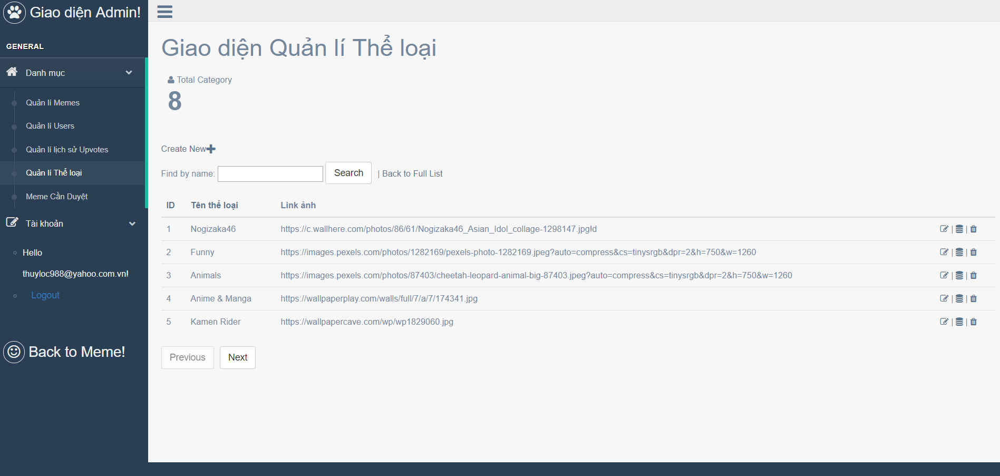 Giao diện Admin!
GENERAL
Danh mục
Quản lí Memes
Quản lí Users
Quản lí lịch sử Upvotes
Quản lí Thể loại
Meme Cần Duyệt
Tài khoản
Hello
thuyloc988@yahoo.com.vn!
Logout
Back to Meme!
Giao diện Quản lí Thể loại
Total Category
8
Create New
Find by name: Search | Back to Full List
ID Tên thể loại Link ảnh
1 Nogizaka46 https://c.wallhere.com/photos/86/61/Nogizaka46_Asian_Idol_collage-1298147.jpg!d | |
2 Funny https://images.pexels.com/photos/1282169/pexels-photo-1282169.jpeg?auto=compress&cs=tinysrgb&dpr=2&h=750&w=1260 | |
3 Animals https://images.pexels.com/photos/87403/cheetah-leopard-animal-big-87403.jpeg?auto=compress&cs=tinysrgb&dpr=2&h=750&w=1260 | |
4 Anime & Manga https://wallpaperplay.com/walls/full/7/a/7/174341.jpg | |
5 Kamen Rider https://wallpapercave.com/wp/wp1829060.jpg | |
Previous Next